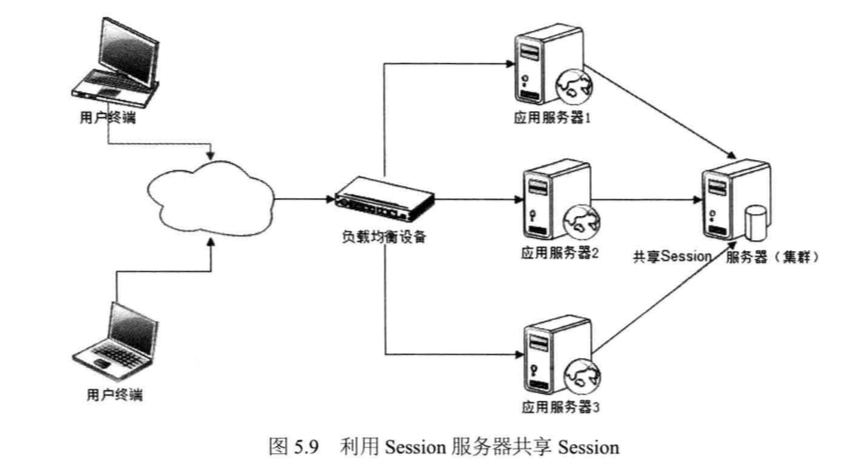 用户终端
应用服务器1
负载均衡设备
应用服务器2
共享Session 服务器（集群）
用户终端
应用服务器3
图 5.9 利用 Session 服务器共享 Session